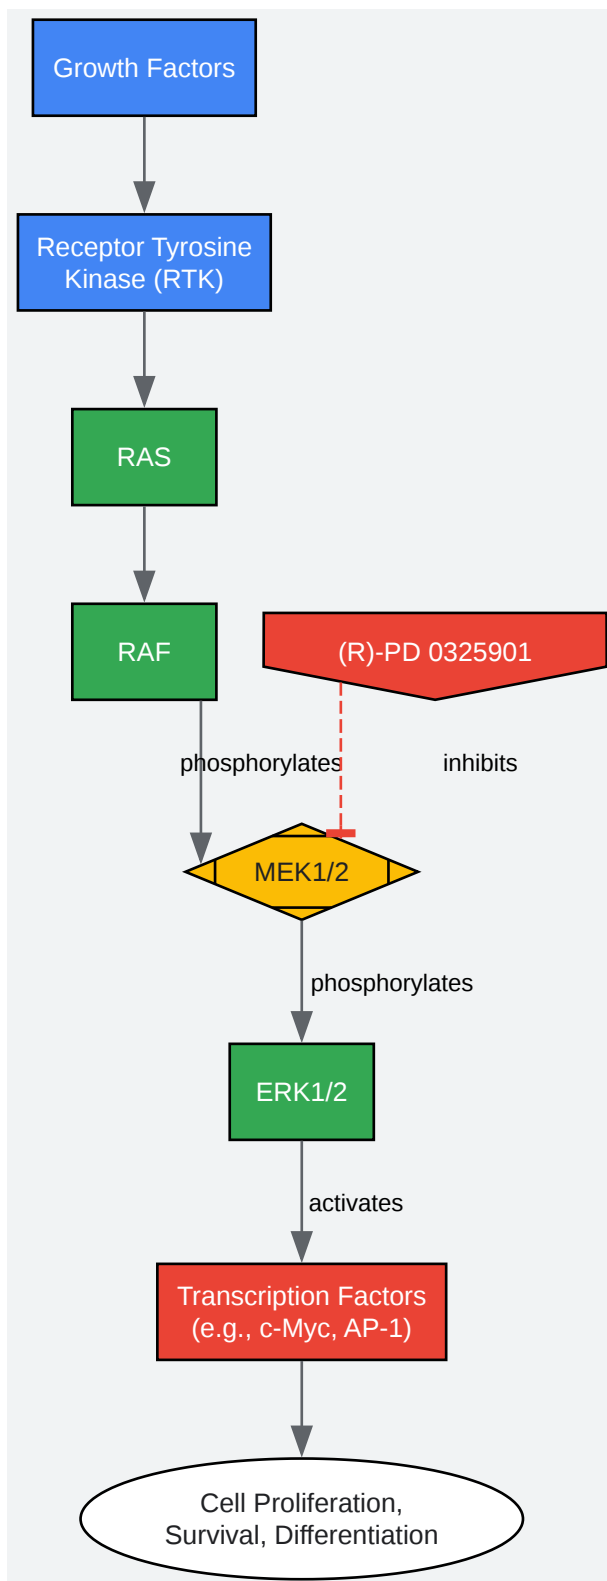 Growth Factors
Receptor Tyrosine
Kinase (RTK)
RAS
RAF
(R)-PD 0325901
phosphorylates
inhibits
MEK1/2
phosphorylates
ERK1/2
activates
Transcription Factors
(e.g., c-Myc, AP-1)
Cell Proliferation,
Survival, Differentiation